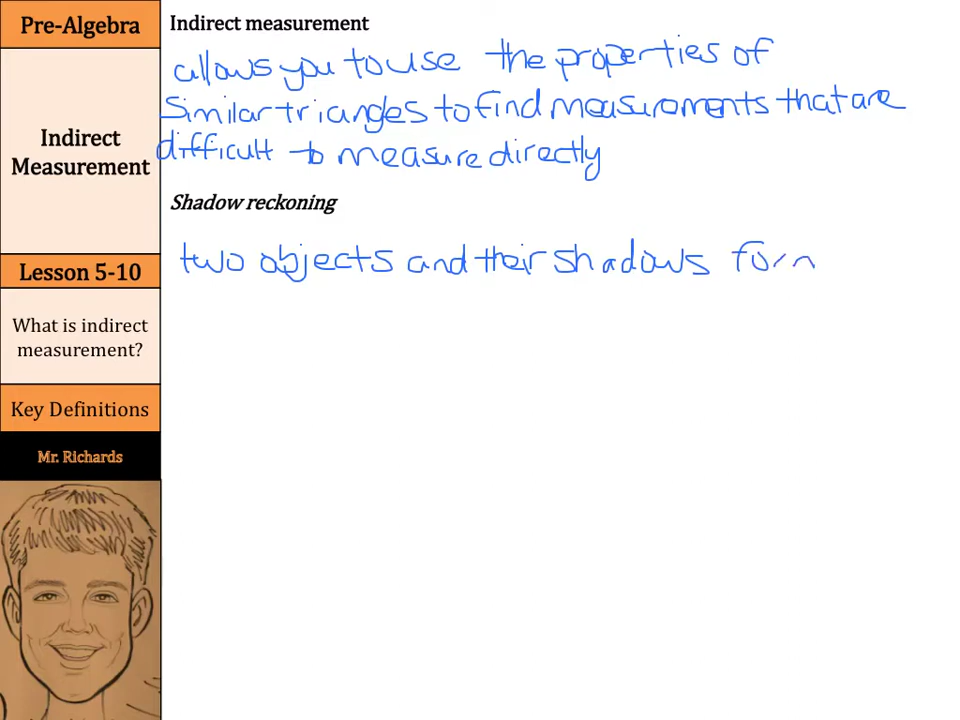 Pre-Algebra
Indirect
Measurement
Lesson 5-10
What is indirect
measurement?
Key Definitions
Mr. Richards
Indirect measurement
allows you to use the properties of
similar triangles to find measurements that are
difficult to measure directly
Shadow reckoning
two objects and their shadows form